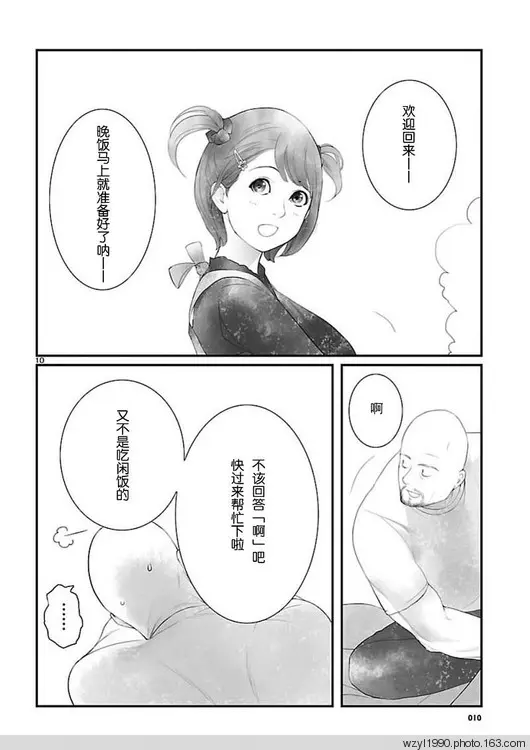 欢迎回来——
晚饭马上就准备好了呐——
10
啊
不该回答「啊」吧
快过来帮忙下啦
又不是吃闲饭的
……
010
wzyl1990.photo.163.com